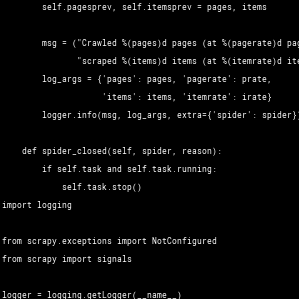 self.pagesprev, self.itemsprev = pages, items
msg = ("Crawled %(pages)d pages (at %(pagerate)d pag
"scraped %(items)d items (at %(itemrate)d ite
log_args = {'pages': pages, 'pagerate': prate,
'items': items, 'itemrate': irate}
logger.info(msg, log_args, extra={'spider': spider})
def spider_closed(self, spider, reason):
if self.task and self.task.running:
self.task.stop()
import logging
from scrapy.exceptions import NotConfigured
from scrapy import signals
logger = logging.getLogger(__name__)